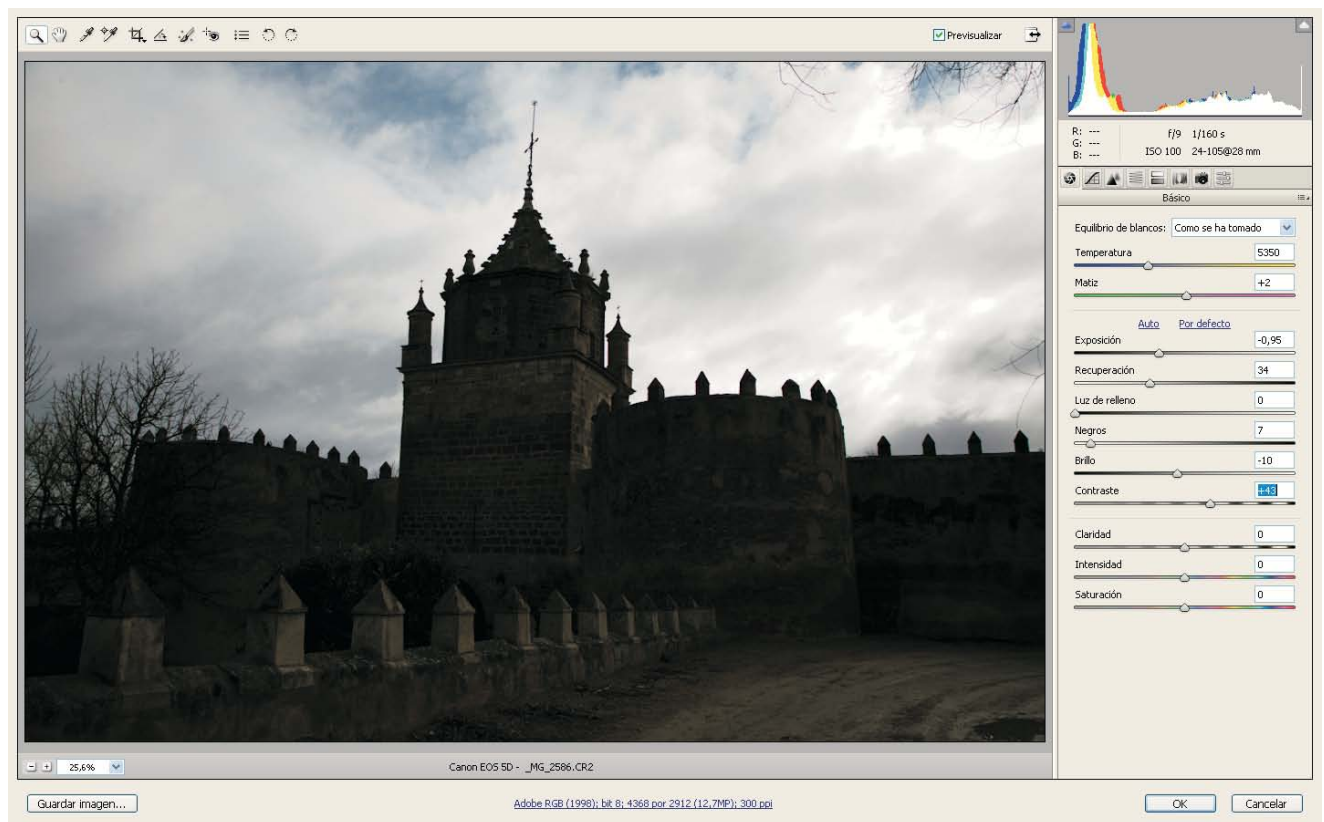 Previsualizar
R: ---
G: ---
B: ---
f/9 1/160 s
ISO 100 24-105@28 mm
Básico
Equilibrio de blancos: Como se ha tomado
Temperatura 5350
Matiz +2
Auto Por defecto
Exposición -0,95
Recuperación 34
Luz de relleno 0
Negros 7
Brillo -10
Contraste +43
Claridad 0
Intensidad 0
Saturación 0
25,6%
Canon EOS 5D - _MG_2586.CR2
Guardar imagen...
Adobe RGB (1998); bit 8; 4368 por 2912 (12,7MP); 300 ppi
OK
Cancelar